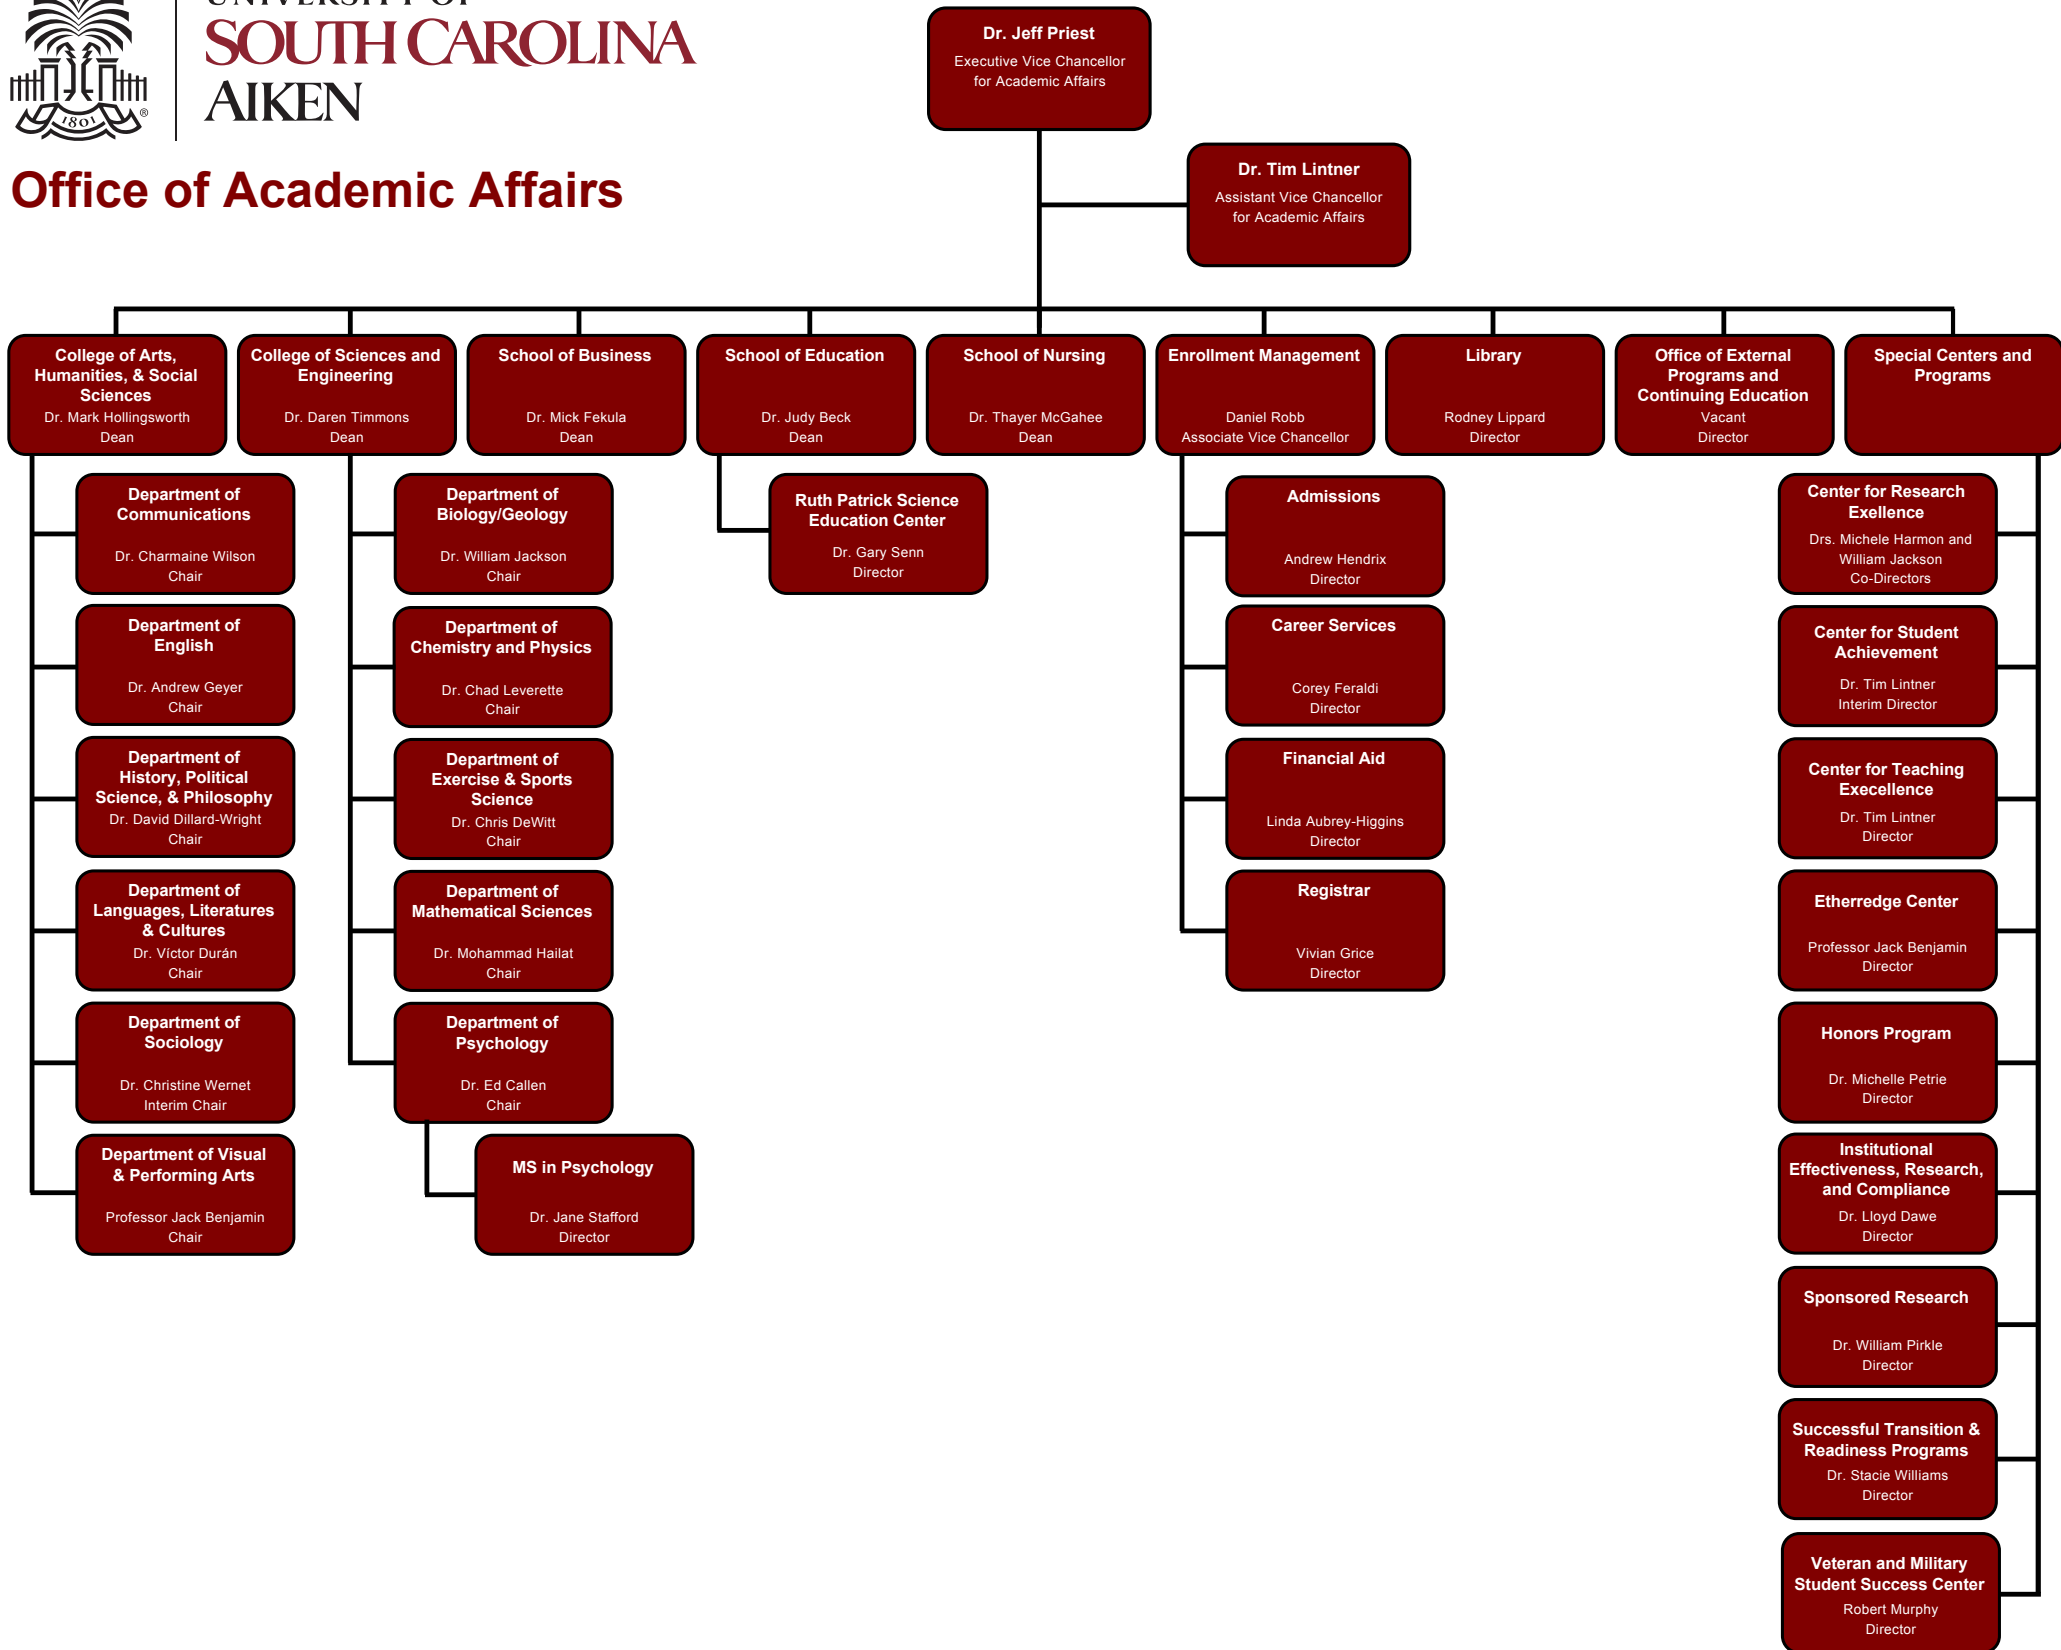 UNIVERSITY OF
SOUTH CAROLINA
AIKEN
1801
®
Office of Academic Affairs
Dr. Jeff Priest
Executive Vice Chancellor
for Academic Affairs
Dr. Tim Lintner
Assistant Vice Chancellor
for Academic Affairs
College of Arts,
Humanities, & Social
Sciences
Dr. Mark Hollingsworth
Dean
College of Sciences and
Engineering
Dr. Daren Timmons
Dean
School of Business
Dr. Mick Fekula
Dean
School of Education
Dr. Judy Beck
Dean
School of Nursing
Dr. Thayer McGahee
Dean
Enrollment Management
Daniel Robb
Associate Vice Chancellor
Library
Rodney Lippard
Director
Office of External
Programs and
Continuing Education
Vacant
Director
Special Centers and
Programs
Department of
Communications
Dr. Charmaine Wilson
Chair
Department of
English
Dr. Andrew Geyer
Chair
Department of
History, Political
Science, & Philosophy
Dr. David Dillard-Wright
Chair
Department of
Languages, Literatures
& Cultures
Dr. Víctor Durán
Chair
Department of
Sociology
Dr. Christine Wernet
Interim Chair
Department of Visual
& Performing Arts
Professor Jack Benjamin
Chair
Department of
Biology/Geology
Dr. William Jackson
Chair
Department of
Chemistry and Physics
Dr. Chad Leverette
Chair
Department of
Exercise & Sports
Science
Dr. Chris DeWitt
Chair
Department of
Mathematical Sciences
Dr. Mohammad Hailat
Chair
Department of
Psychology
Dr. Ed Callen
Chair
MS in Psychology
Dr. Jane Stafford
Director
Ruth Patrick Science
Education Center
Dr. Gary Senn
Director
Admissions
Andrew Hendrix
Director
Career Services
Corey Feraldi
Director
Financial Aid
Linda Aubrey-Higgins
Director
Registrar
Vivian Grice
Director
Center for Research
Exellence
Drs. Michele Harmon and
William Jackson
Co-Directors
Center for Student
Achievement
Dr. Tim Lintner
Interim Director
Center for Teaching
Execellence
Dr. Tim Lintner
Director
Etherredge Center
Professor Jack Benjamin
Director
Honors Program
Dr. Michelle Petrie
Director
Institutional
Effectiveness, Research,
and Compliance
Dr. Lloyd Dawe
Director
Sponsored Research
Dr. William Pirkle
Director
Successful Transition &
Readiness Programs
Dr. Stacie Williams
Director
Veteran and Military
Student Success Center
Robert Murphy
Director